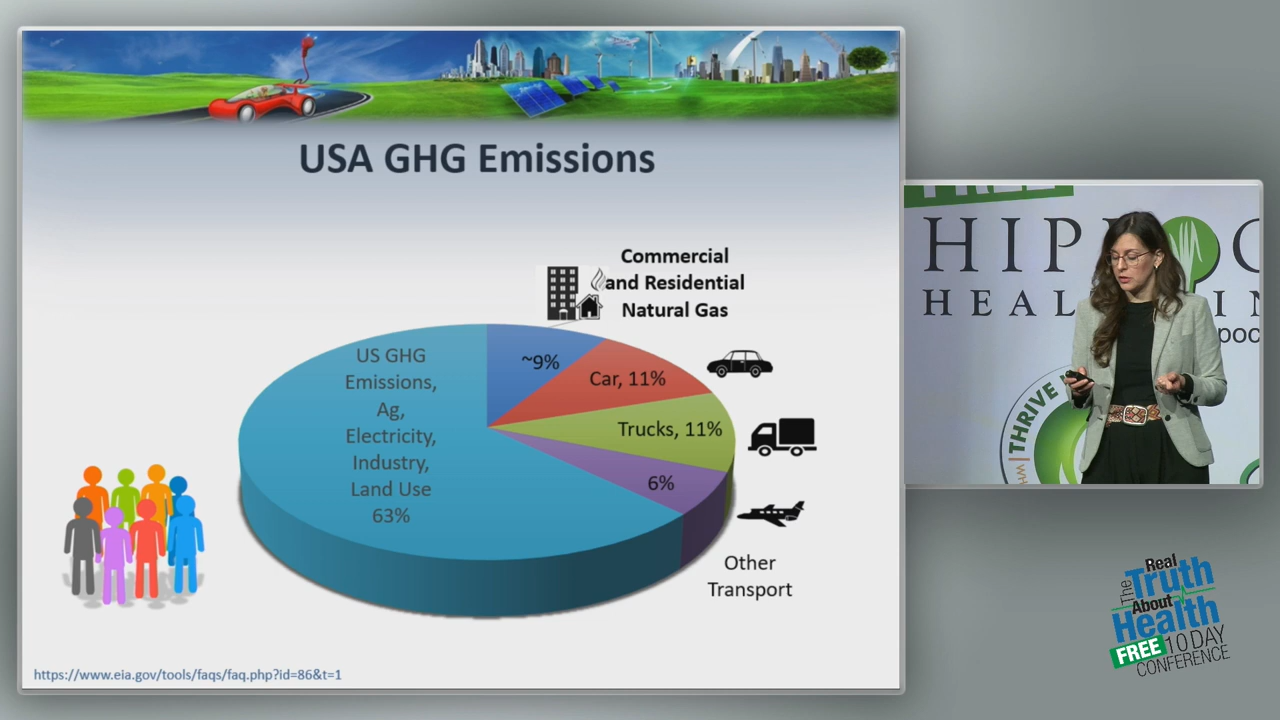 USA GHG Emissions
Commercial
and Residential
Natural Gas
US GHG
Emissions,
Ag,
Electricity,
Industry,
Land Use
63%
~9%
Car, 11%
Trucks, 11%
6%
Other
Transport
https://www.eia.gov/tools/faqs/faq.php?id=86&t=1
HIP
HEAL
THRIVE
The Real
Truth
About
Health
FREE 10 DAY
CONFERENCE